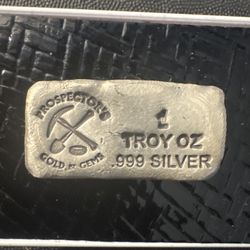 PROSPECTOR'S
GOLD & GEMS
1
TROY OZ
.999 SILVER